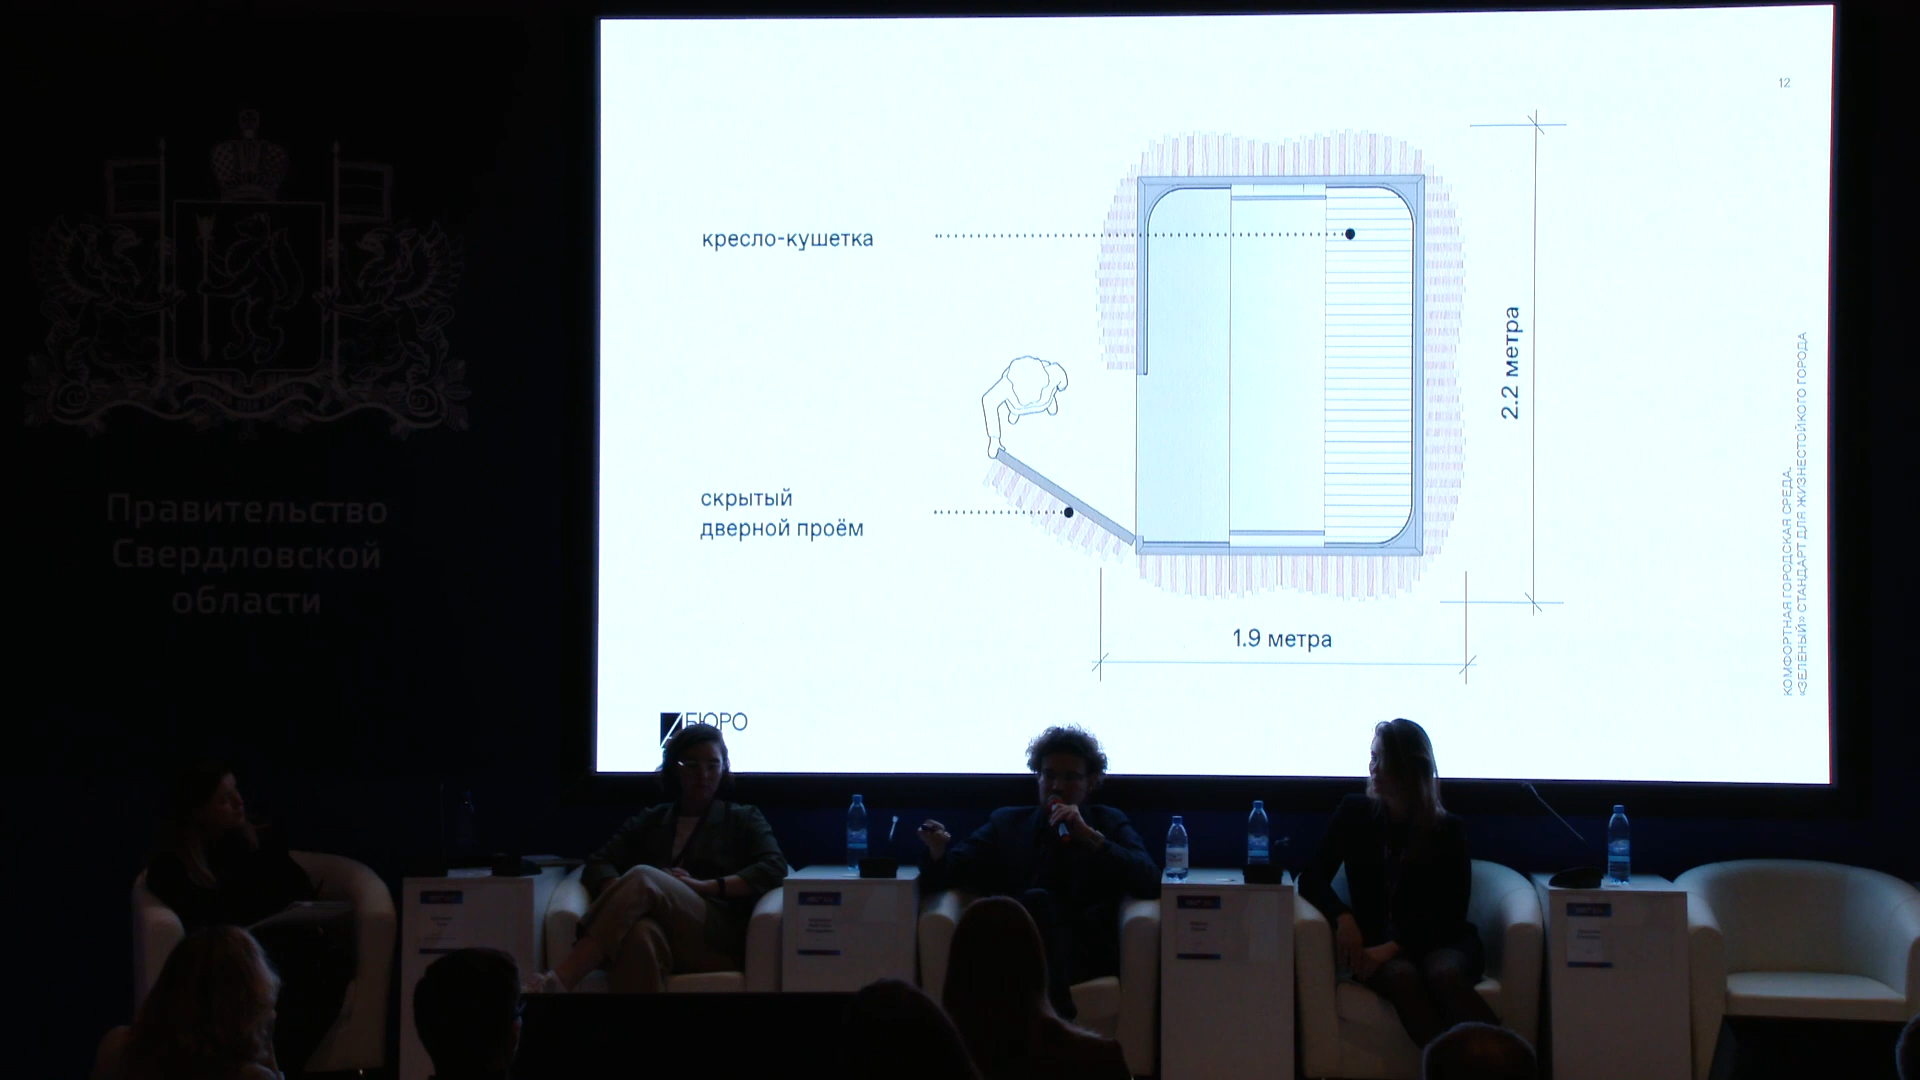 12
кресло-кушетка
скрытый
дверной проём
2.2 метра
1.9 метра
КОМФОРТНАЯ ГОРОДСКАЯ СРЕДА.
«ЗЕЛЁНЫЙ» СТАНДАРТ ДЛЯ ЖИЗНЕСТОЙКОГО ГОРОДА
БЮРО
Правительство
Свердловской
области